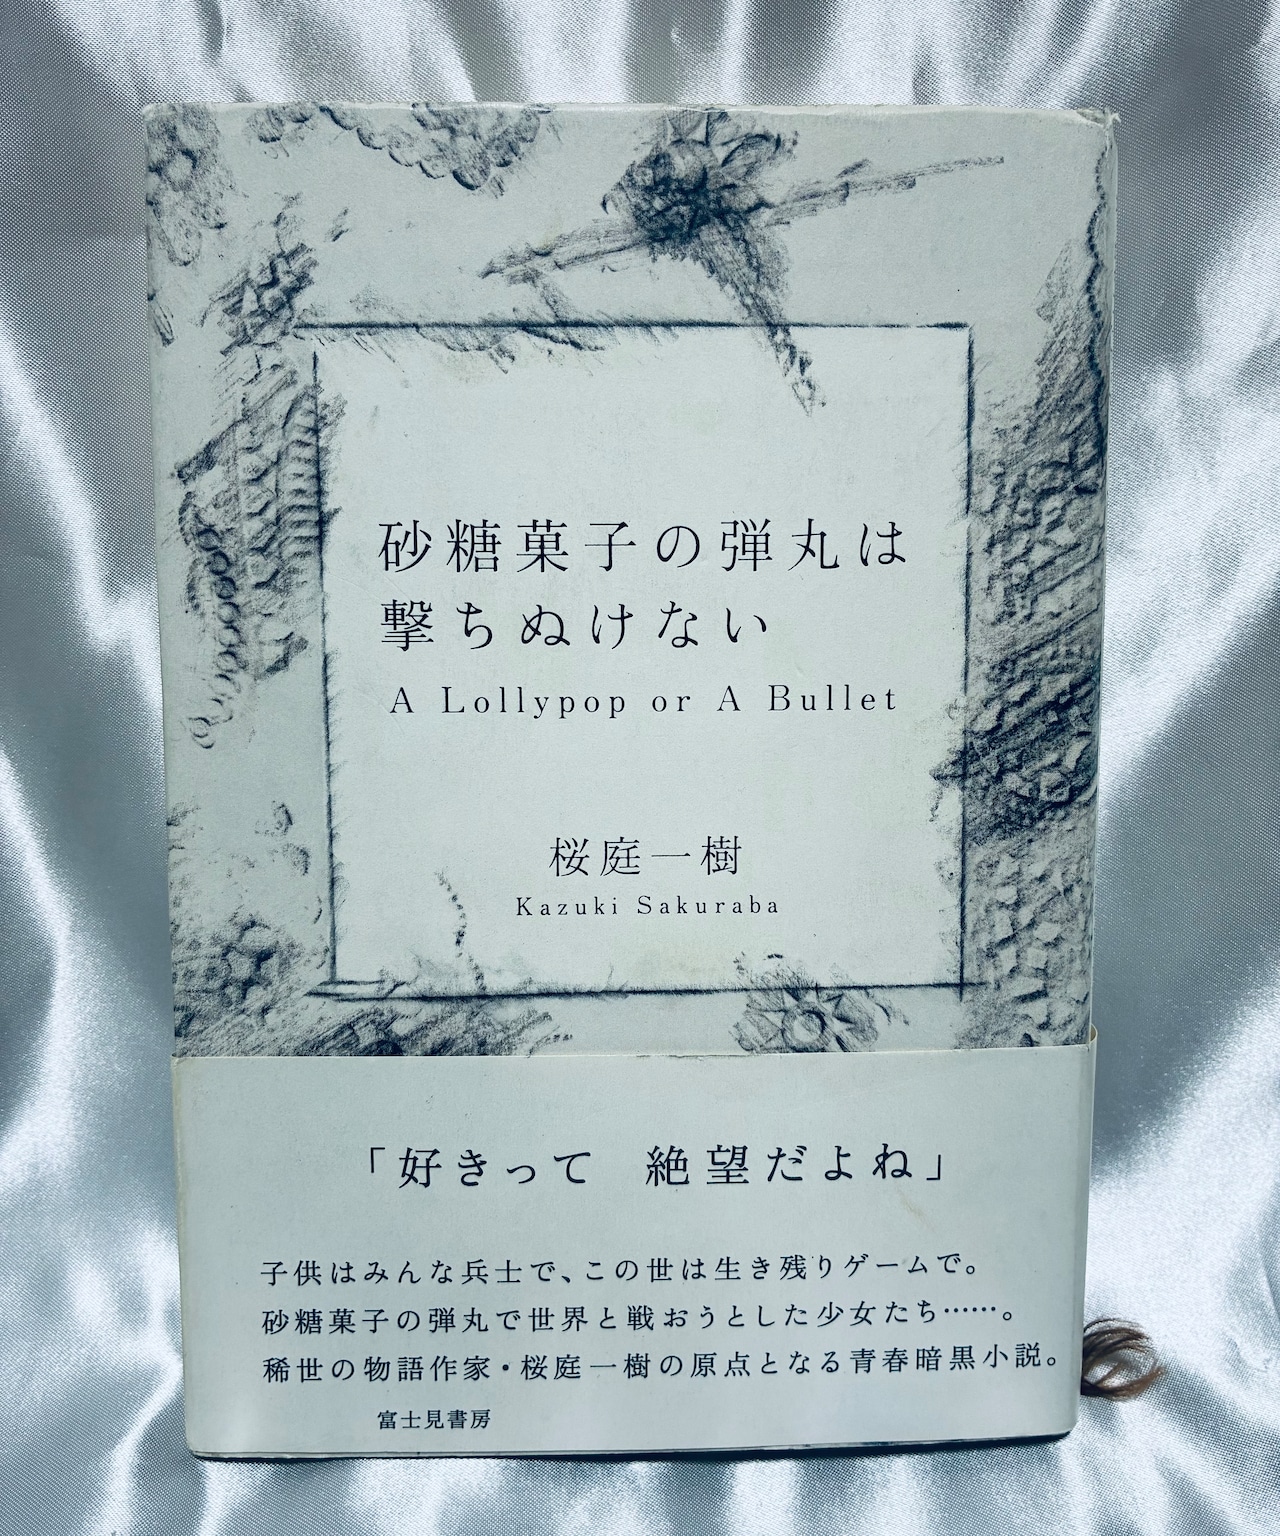 砂糖菓子の弾丸は
撃ちぬけない
A Lollypop or A Bullet
桜庭一樹
Kazuki Sakuraba
「好きって　絶望だよね」
子供はみんな兵士で、この世は生き残りゲームで。
砂糖菓子の弾丸で世界と戦おうとした少女たち……。
稀世の物語作家・桜庭一樹の原点となる青春暗黒小説。
富士見書房